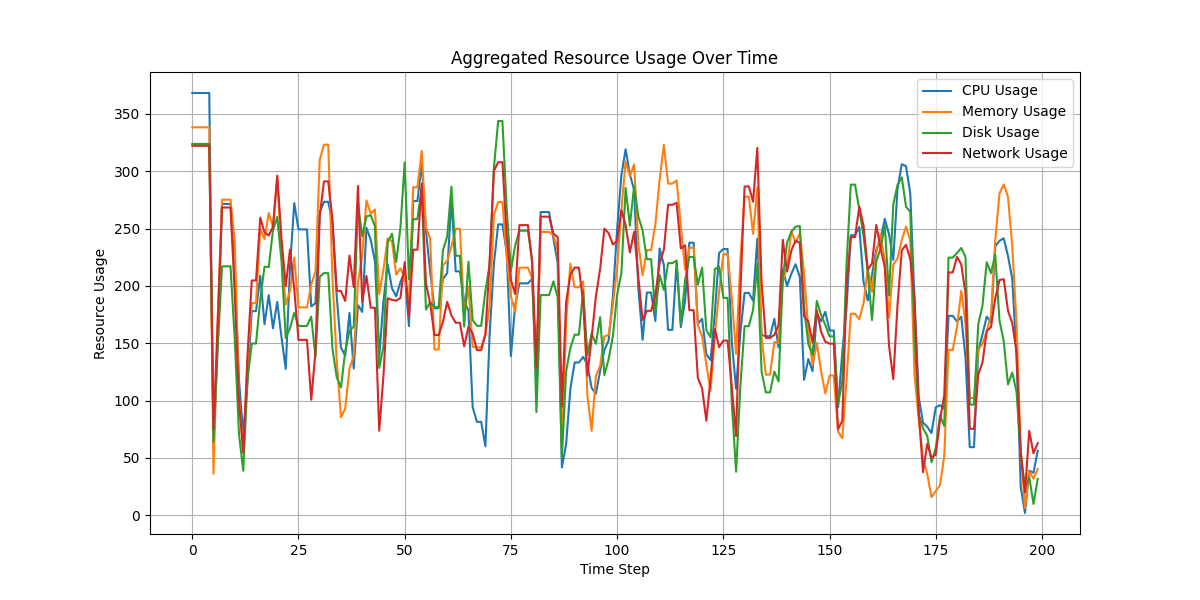 Aggregated Resource Usage Over Time
CPU Usage
Memory Usage
Disk Usage
Network Usage
Resource Usage
350
300
250
200
150
100
50
0
0 25 50 75 100 125 150 175 200
Time Step